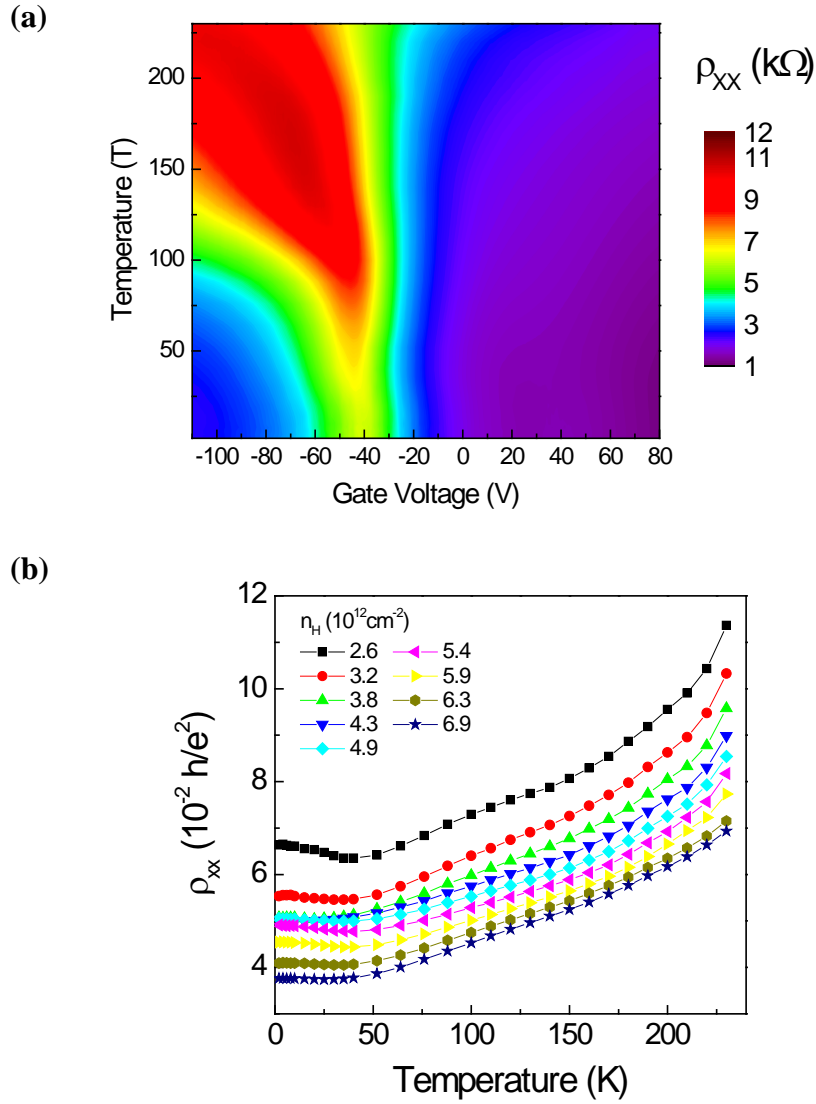 (a)
ρXX (kΩ)
12
11
9
7
5
3
1
Temperature (T)
200
150
100
50
-100 -80 -60 -40 -20 0 20 40 60 80
Gate Voltage (V)
(b)
ρxx (10⁻² h/e²)
12
10
8
6
4
nH (10¹²cm⁻²)
2.6 5.4
3.2 5.9
3.8 6.3
4.3 6.9
4.9
0 50 100 150 200
Temperature (K)